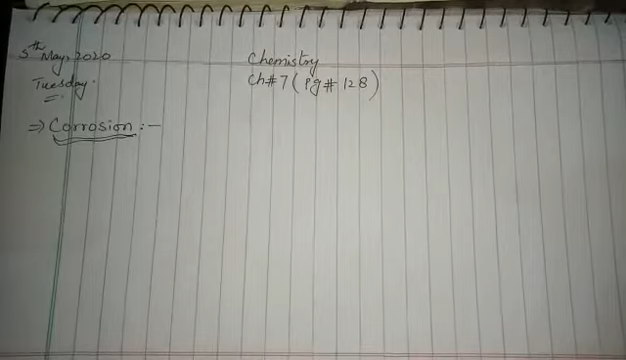 5th May, 2020
Chemistry
Tuesday.
Ch#7 (Pg# 128)
⇒ Corrosion :-